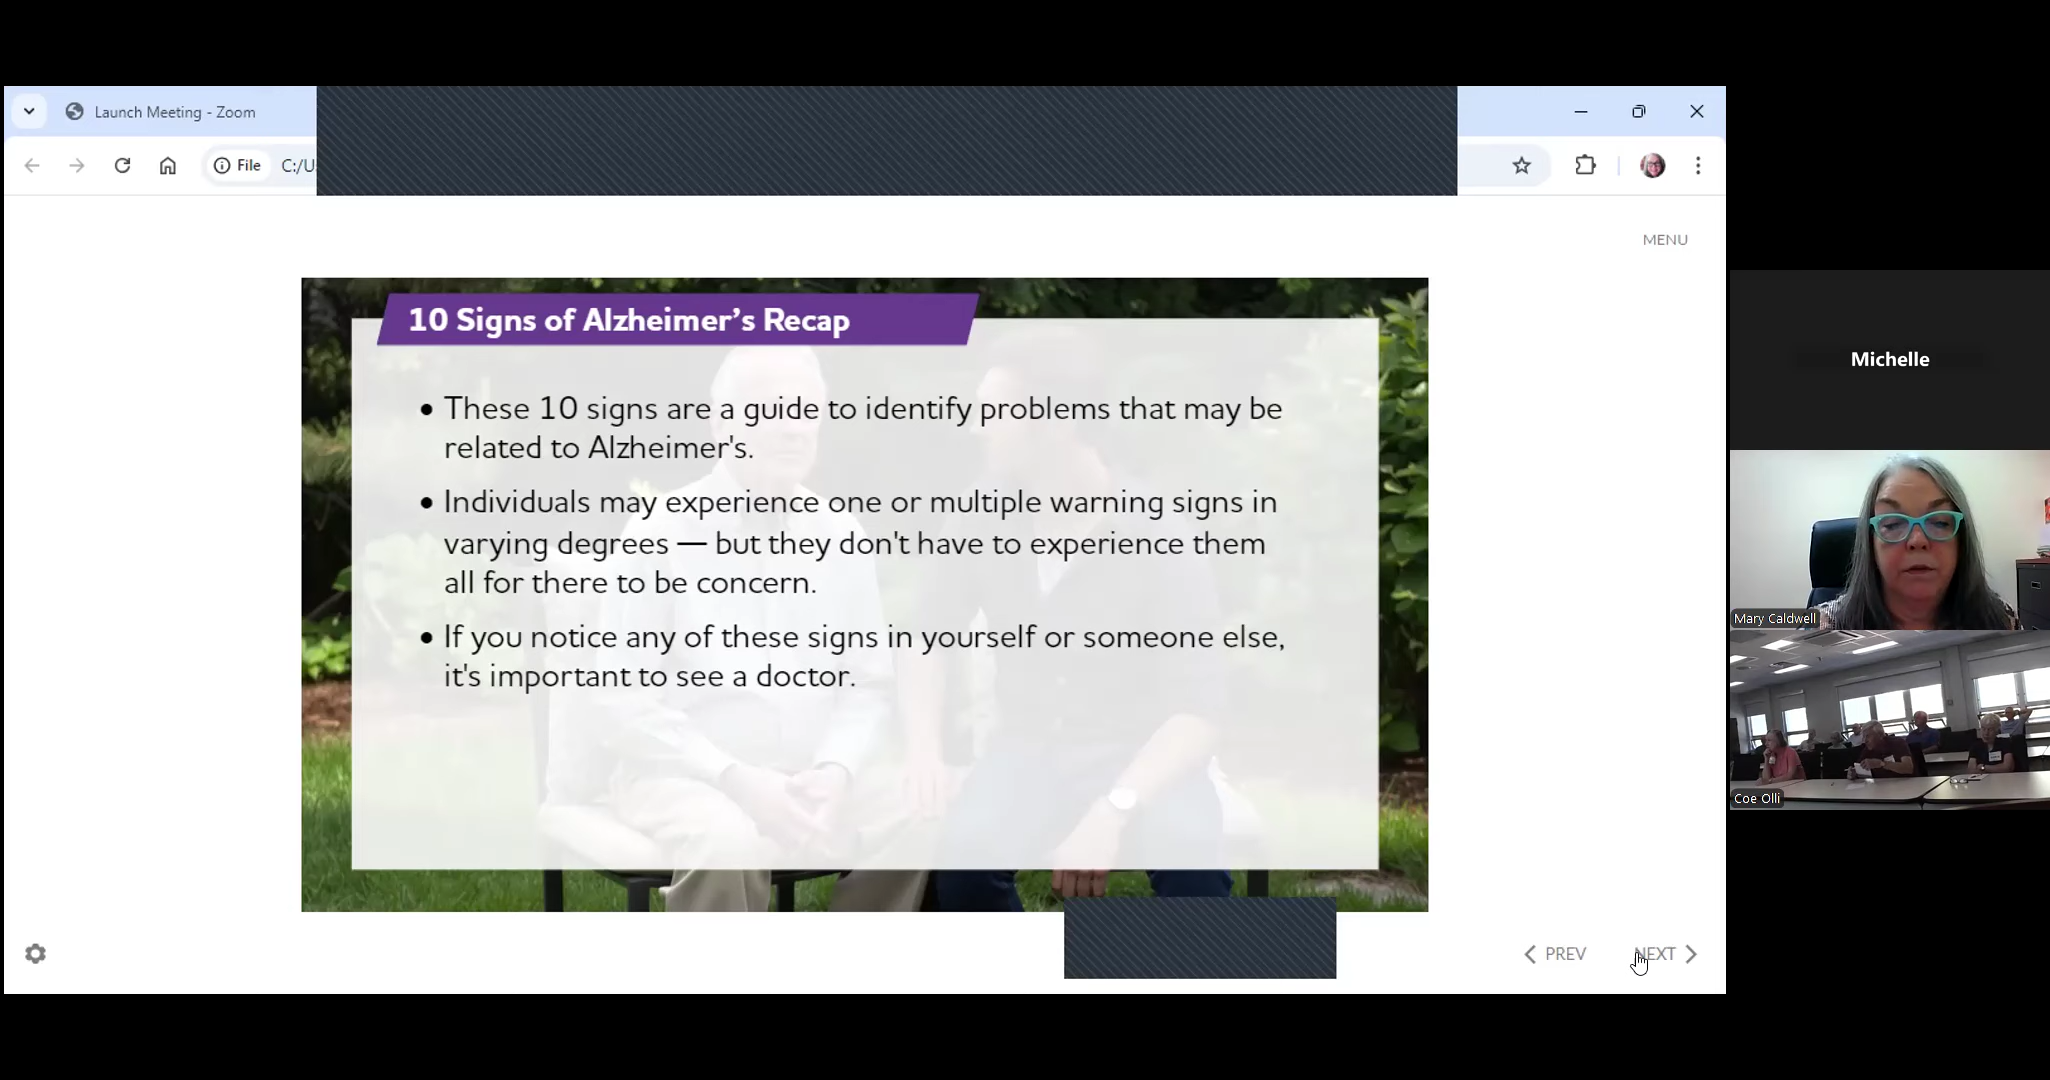 Launch Meeting - Zoom
File C:/U
MENU
10 Signs of Alzheimer’s Recap
• These 10 signs are a guide to identify problems that may be
related to Alzheimer's.
• Individuals may experience one or multiple warning signs in
varying degrees — but they don't have to experience them
all for there to be concern.
• If you notice any of these signs in yourself or someone else,
it's important to see a doctor.
PREV NEXT
Michelle
Mary Caldwell
Coe Olli